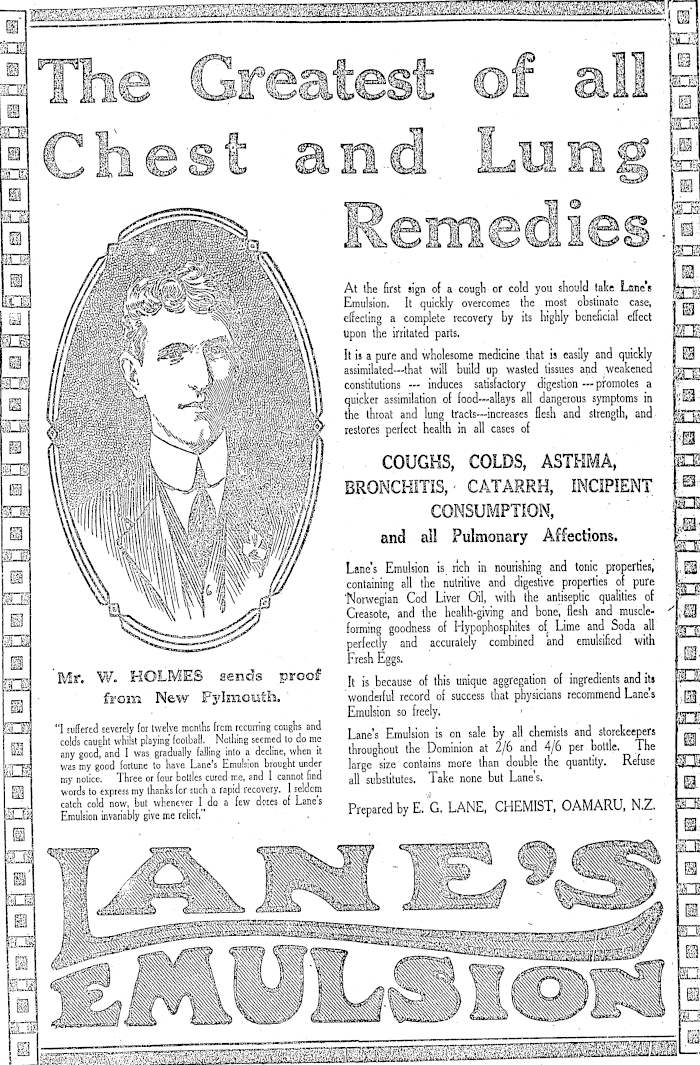 The Greatest of all
Chest and Lung
Remedies
At the first sign of a cough or cold you should take Lane's
Emulsion. It quickly overcomes the most obstinate case,
effecting a complete recovery by its highly beneficial effect
upon the irritated parts.
It is a pure and wholesome medicine that is easily and quickly
assimilated---that will build up wasted tissues and weakened
constitutions --- induces satisfactory digestion --- promotes a
quicker assimilation of food---allays all dangerous symptoms in
the throat and lung tracts---increases flesh and strength, and
restores perfect health in all cases of
COUGHS, COLDS, ASTHMA,
BRONCHITIS, CATARRH, INCIPIENT
CONSUMPTION,
and all Pulmonary Affections.
Lane's Emulsion is rich in nourishing and tonic properties,
containing all the nutritive and digestive properties of pure
Norwegian Cod Liver Oil, with the antiseptic qualities of
Creasote, and the health-giving and bone, flesh and muscle-
forming goodness of Hypophosphites of Lime and Soda all
perfectly and accurately combined and emulsified with
Fresh Eggs.
It is because of this unique aggregation of ingredients and its
wonderful record of success that physicians recommend Lane's
Emulsion so freely.
Lane's Emulsion is on sale by all chemists and storekeepers
throughout the Dominion at 2/6 and 4/6 per bottle. The
large size contains more than double the quantity. Refuse
all substitutes. Take none but Lane's.
Prepared by E. G. LANE, CHEMIST, OAMARU, N.Z.
Mr. W. HOLMES sends proof
from New Pylmouth.
"I suffered severely for twelve months from recurring coughs and
colds caught whilst playing football. Nothing seemed to do me
any good, and I was gradually falling into a decline, when it
was my good fortune to have Lane's Emulsion brought under
my notice. Three or four bottles cured me, and I cannot find
words to express my thanks for such a rapid recovery. I seldom
catch cold now, but whenever I do a few doses of Lane's
Emulsion invariably give me relief."
LANE'S
EMULSION